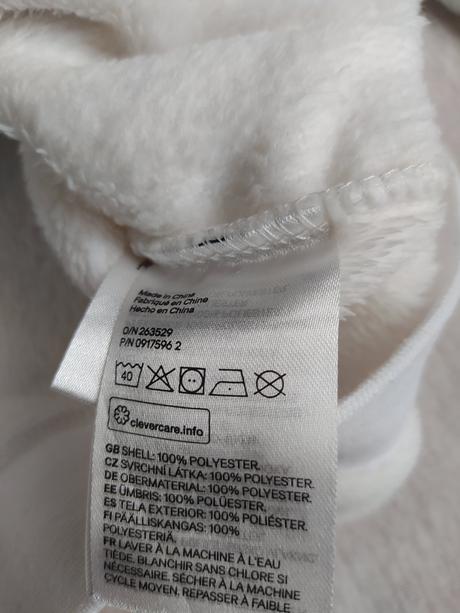 Made in China
Fabriqué en Chine
Hecho en China
O/N 263529
P/N 0917596 2
40
clevercare.info
GB SHELL: 100% POLYESTER.
CZ SVRCHNÍ LÁTKA: 100% POLYESTER.
DE OBERMATERIAL: 100% POLYESTER.
EE ÜMBRIS: 100% POLÜESTER.
ES TELA EXTERIOR: 100% POLIÉSTER.
FI PÄÄLLISKANGAS: 100%
POLYESTERIÄ.
FR LAVER À LA MACHINE À L'EAU
TIÈDE. BLANCHIR SANS CHLORE SI
NÉCESSAIRE. SÉCHER À LA MACHINE
CYCLE MOYEN. REPASSER À FAIBLE